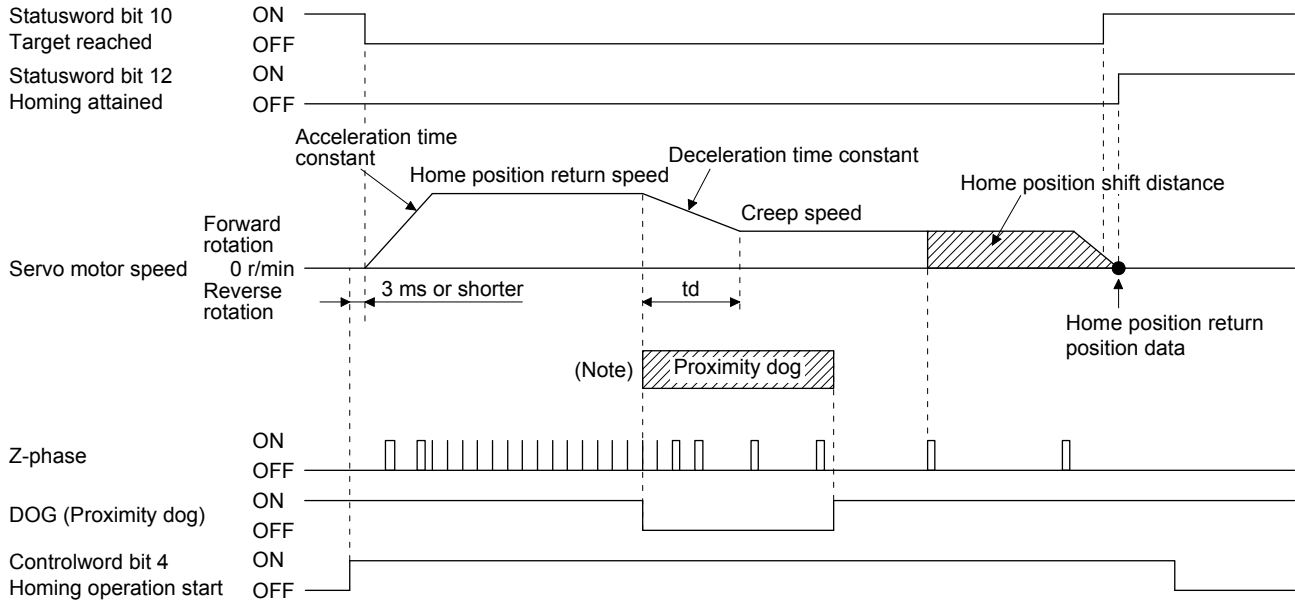 Statusword bit 10
Target reached
ON
OFF
Statusword bit 12
Homing attained
ON
OFF
Acceleration time
constant
Home position return speed
Deceleration time constant
Creep speed
Home position shift distance
Servo motor speed
Forward
rotation
0 r/min
Reverse
rotation
3 ms or shorter
td
Home position return
position data
(Note)
Proximity dog
Z-phase
ON
OFF
DOG (Proximity dog)
ON
OFF
Controlword bit 4
Homing operation start
ON
OFF